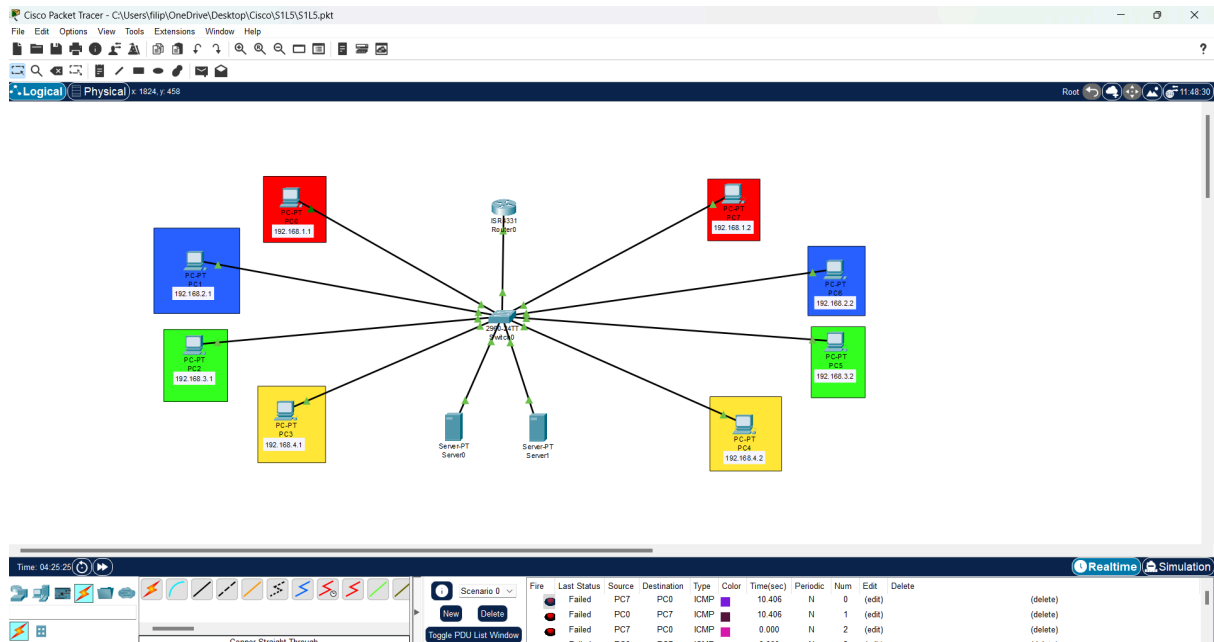 Cisco Packet Tracer - C:\Users\filip\OneDrive\Desktop\Cisco\S1L5\S1L5.pkt
File Edit Options View Tools Extensions Window Help
?
Logical Physical x: 1824, y: 458
Root 11:48:30
PC-PT
PC0
192.168.1.1
ISR4331
Router0
PC-PT
PC7
192.168.1.2
PC-PT
PC1
192.168.2.1
PC-PT
PC6
192.168.2.2
2960-24TT
Switch0
PC-PT
PC2
192.168.3.1
PC-PT
PC5
192.168.3.2
PC-PT
PC3
192.168.4.1
Server-PT
Server0
Server-PT
Server1
PC-PT
PC4
192.168.4.2
Time: 04:25:25
Realtime Simulation
Scenario 0
New Delete
Toggle PDU List Window
Fire Last Status Source Destination Type Color Time(sec) Periodic Num Edit Delete
Failed PC7 PC0 ICMP 10.406 N 0 (edit) (delete)
Failed PC0 PC7 ICMP 10.406 N 1 (edit) (delete)
Failed PC7 PC0 ICMP 0.000 N 2 (edit) (delete)
Copper Straight-Through